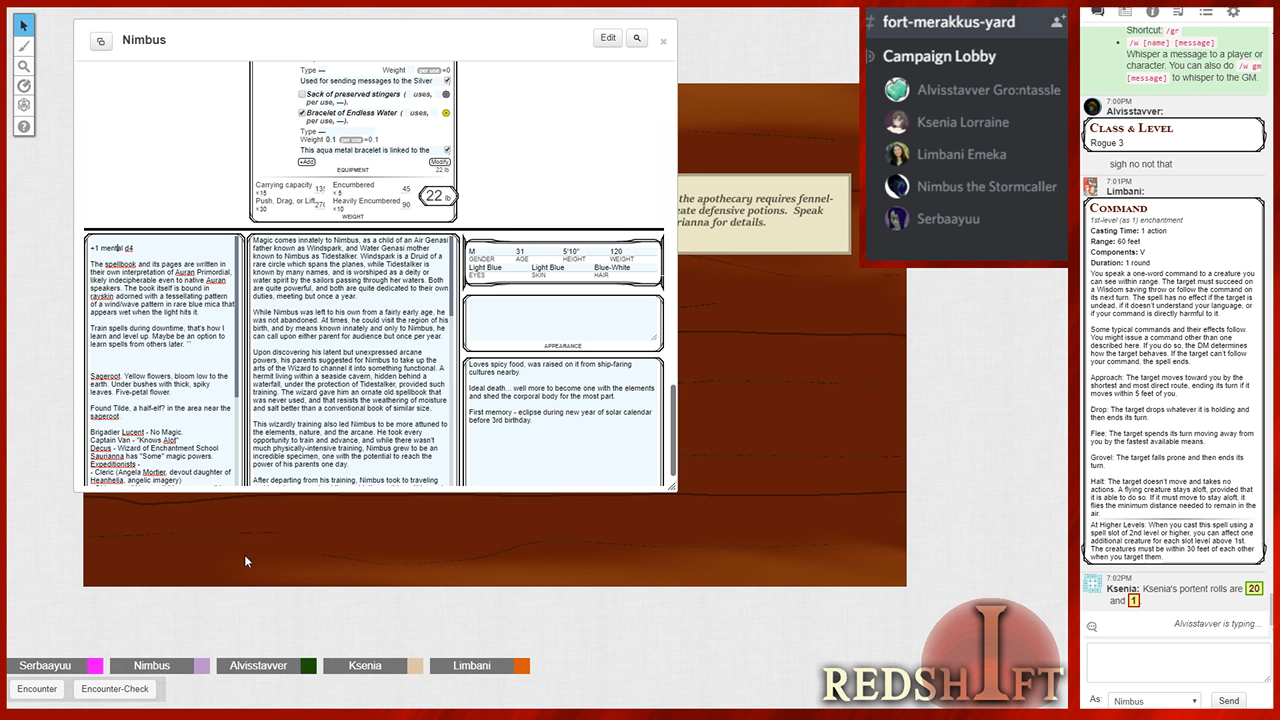 Nimbus
Edit
Type — Weight per use =0
Used for sending messages to the Silver
Sack of preserved stingers ( uses,
per use, —).
Bracelet of Endless Water ( uses,
per use, —).
Type —
Weight 0.1 per use =0.1
This aqua metal bracelet is linked to the
+Add Modify
EQUIPMENT 22 lb
Carrying capacity
×15
Encumbered
× 5
45
Push, Drag, or Lift
×30
Heavily Encumbered
×10
90
22 lb
WEIGHT
+1 mental d4
The spellbook and its pages are written in
their own interpretation of Auran Primordial,
likely indecipherable even to native Auran
speakers. The book itself is bound in
rayskin adorned with a tessellating pattern
of a wind/wave pattern in rare blue mica that
appears wet when the light hits it.
Train spells during downtime, that's how I
learn and level up. Maybe be an option to
learn spells from others later. ``
Sageroot. Yellow flowers, bloom low to the
earth. Under bushes with thick, spiky
leaves. Five-petal flower.
Found Tilde, a half-elf? in the area near the
sageroot.
Brigadier Lucent - No Magic.
Captain Van - "Knows Alot"
Decus - Wizard of Enchantment School
Saurianna has "Some" magic powers.
Expeditionists -
- Cleric (Angela Mortier, devout daughter of
Heanhelia, angelic imagery)
Magic comes innately to Nimbus, as a child of an Air Genasi
father known as Windspark, and Water Genasi mother
known to Nimbus as Tidestalker. Windspark is a Druid of a
rare circle which spans the planes, while Tidestalker is
known by many names, and is worshiped as a deity or
water spirit by the sailors passing through her waters. Both
are quite powerful, and both are quite dedicated to their own
duties, meeting but once a year.
While Nimbus was left to his own from a fairly early age, he
was not abandoned. At times, he could visit the region of his
birth, and by means known innately and only to Nimbus, he
can call upon either parent for audience but once per year.
Upon discovering his latent but unexpressed arcane
powers, his parents suggested for Nimbus to take up the
arts of the Wizard to channel it into something functional. A
hermit living within a seaside cavern, hidden behind a
waterfall, under the protection of Tidestalker, provided such
training. The wizard gave him an ornate old spellbook that
was never used, and that resists the weathering of moisture
and salt better than a conventional book of similar size.
This wizardly training also led Nimbus to be more attuned to
the elements, nature, and the arcane. He took every
opportunity to train and advance, and while there wasn't
much physically-intensive training, Nimbus grew to be an
incredible specimen, one with the potential to reach the
power of his parents one day.
After departing from his training, Nimbus took to traveling
M 31 5'10" 120
GENDER AGE HEIGHT WEIGHT
Light Blue Light Blue Blue-White
EYES SKIN HAIR
APPEARANCE
Loves spicy food, was raised on it from ship-faring
cultures nearby.
Ideal death... well more to become one with the elements
and shed the corporal body for the most part.
First memory - eclipse during new year of solar calendar
before 3rd birthday.
the apothecary requires fennel-
eate defensive potions. Speak
rianna for details.
# fort-merakkus-yard
Campaign Lobby
Alvisstavver Gro:ntassle
Ksenia Lorraine
Limbani Emeka
Nimbus the Stormcaller
Serbaayuu
Shortcut: /gr
/w [name] [message]
Whisper a message to a player or
character. You can also do /w gm
[message] to whisper to the GM.
7:00PM
Alvisstavver:
Class & Level
Rogue 3
sigh no not that
7:01PM
Limbani:
Command
1st-level (as 1) enchantment
Casting Time: 1 action
Range: 60 feet
Components: V
Duration: 1 round
You speak a one-word command to a creature you
can see within range. The target must succeed on
a Wisdom saving throw or follow the command on
its next turn. The spell has no effect if the target is
undead, if it doesn't understand your language, or
if your command is directly harmful to it.
Some typical commands and their effects follow.
You might issue a command other than one
described here. If you do so, the DM determines
how the target behaves. If the target can't follow
your command, the spell ends.
Approach: The target moves toward you by the
shortest and most direct route, ending its turn if it
moves within 5 feet of you.
Drop: The target drops whatever it is holding and
then ends its turn.
Flee: The target spends its turn moving away from
you by the fastest available means.
Grovel: The target falls prone and then ends its
turn.
Halt: The target doesn't move and takes no
actions. A flying creature stays aloft, provided that
it is able to do so. If it must move to stay aloft, it
flies the minimum distance needed to remain in the
air.
At Higher Levels: When you cast this spell using a
spell slot of 2nd level or higher, you can affect one
additional creature for each slot level above 1st.
The creatures must be within 30 feet of each other
when you target them.
7:02PM
Ksenia: Ksenia's portent rolls are 20
and 1.
Alvisstavver is typing...
As: Nimbus Send
Serbaayuu Nimbus Alvisstavver Ksenia Limbani
Encounter Encounter-Check
REDSHIFT